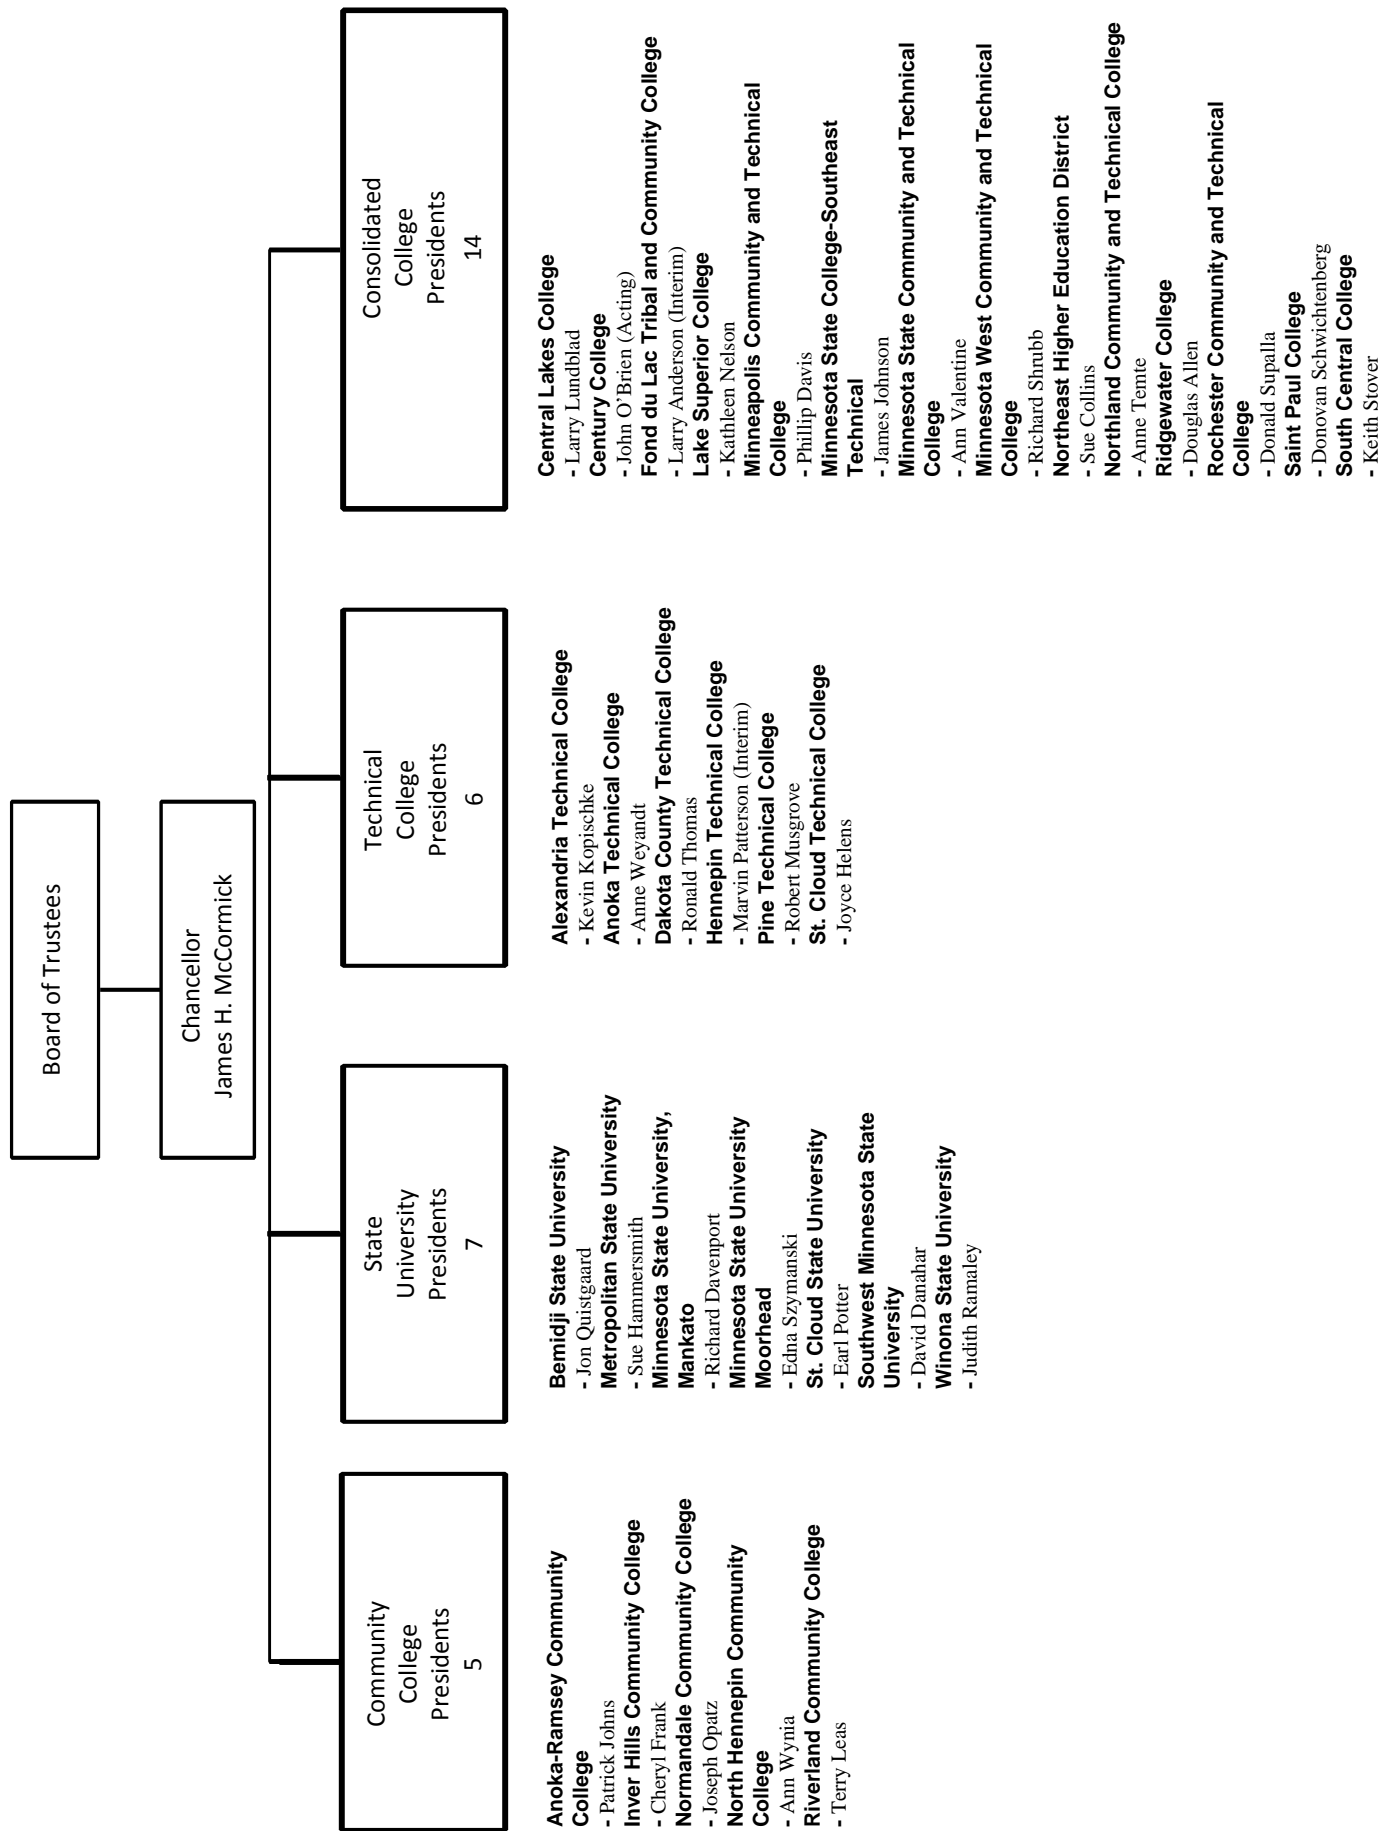 Board of Trustees
Chancellor
James H. McCormick
Community
College
Presidents
5
State
University
Presidents
7
Technical
College
Presidents
6
Consolidated
College
Presidents
14
Anoka-Ramsey Community
College
- Patrick Johns
Inver Hills Community College
- Cheryl Frank
Normandale Community College
- Joseph Opatz
North Hennepin Community
College
- Ann Wynia
Riverland Community College
- Terry Leas
Bemidji State University
- Jon Quistgaard
Metropolitan State University
- Sue Hammersmith
Minnesota State University,
Mankato
- Richard Davenport
Minnesota State University
Moorhead
- Edna Szymanski
St. Cloud State University
- Earl Potter
Southwest Minnesota State
University
- David Danahar
Winona State University
- Judith Ramaley
Alexandria Technical College
- Kevin Kopischke
Anoka Technical College
- Anne Weyandt
Dakota County Technical College
- Ronald Thomas
Hennepin Technical College
- Marvin Patterson (Interim)
Pine Technical College
- Robert Musgrove
St. Cloud Technical College
- Joyce Helens
Central Lakes College
- Larry Lundblad
Century College
- John O'Brien (Acting)
Fond du Lac Tribal and Community College
- Larry Anderson (Interim)
Lake Superior College
- Kathleen Nelson
Minneapolis Community and Technical
College
- Phillip Davis
Minnesota State College-Southeast
Technical
- James Johnson
Minnesota State Community and Technical
College
- Ann Valentine
Minnesota West Community and Technical
College
- Richard Shrubb
Northeast Higher Education District
- Sue Collins
Northland Community and Technical College
- Anne Temte
Ridgewater College
- Douglas Allen
Rochester Community and Technical
College
- Donald Supalla
Saint Paul College
- Donovan Schwichtenberg
South Central College
- Keith Stover